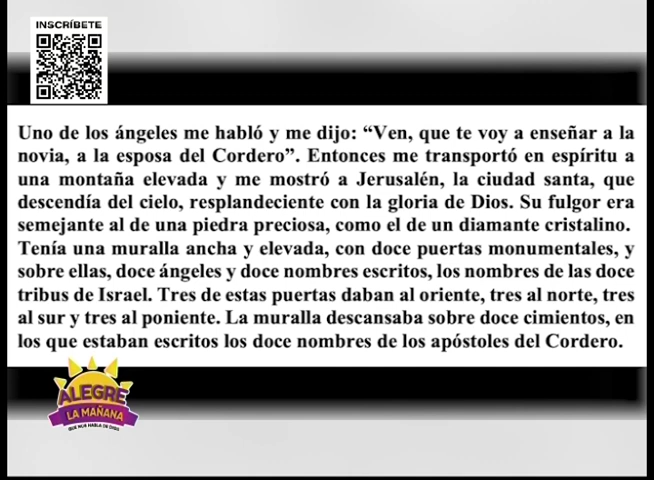 INSCRÍBETE
Uno de los ángeles me habló y me dijo: “Ven, que te voy a enseñar a la
novia, a la esposa del Cordero”. Entonces me transportó en espíritu a
una montaña elevada y me mostró a Jerusalén, la ciudad santa, que
descendía del cielo, resplandeciente con la gloria de Dios. Su fulgor era
semejante al de una piedra preciosa, como el de un diamante cristalino.
Tenía una muralla ancha y elevada, con doce puertas monumentales, y
sobre ellas, doce ángeles y doce nombres escritos, los nombres de las doce
tribus de Israel. Tres de estas puertas daban al oriente, tres al norte, tres
al sur y tres al poniente. La muralla descansaba sobre doce cimientos, en
los que estaban escritos los doce nombres de los apóstoles del Cordero.
ALEGRE
LA MAÑANA
QUE NOS HABLA DE DIOS